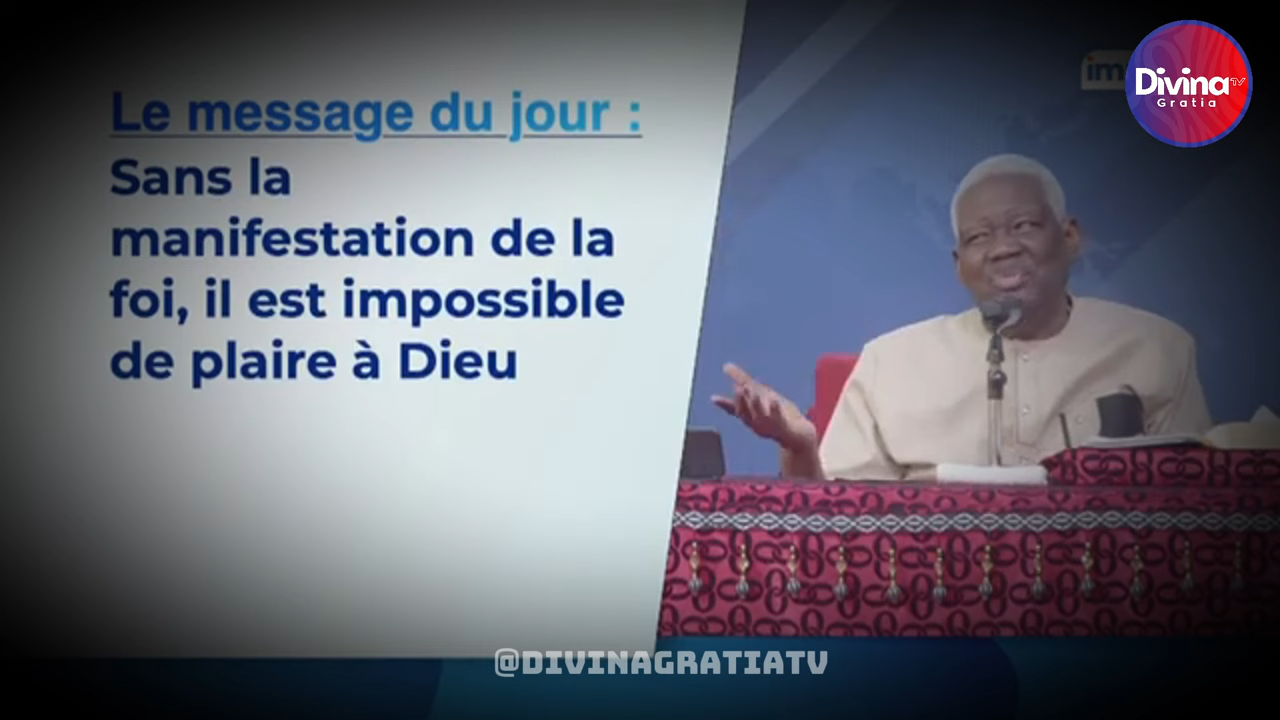 Le message du jour :
Sans la
manifestation de la
foi, il est impossible
de plaire à Dieu
Divina TV
Gratia
@DIVINAGRATIATV